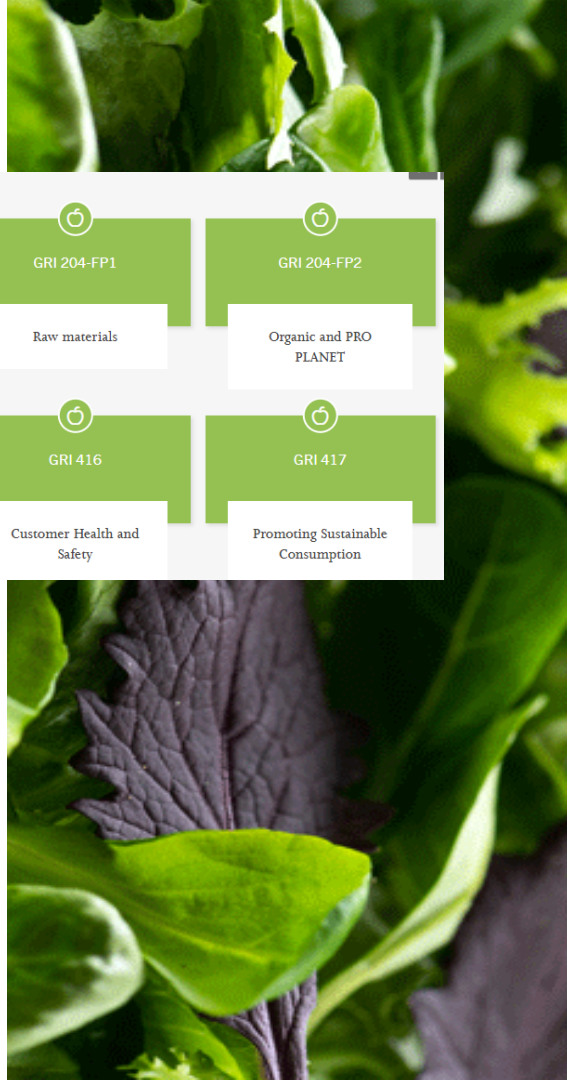 GRI 204-FP1
Raw materials
GRI 204-FP2
Organic and PRO
PLANET
GRI 416
Customer Health and
Safety
GRI 417
Promoting Sustainable
Consumption